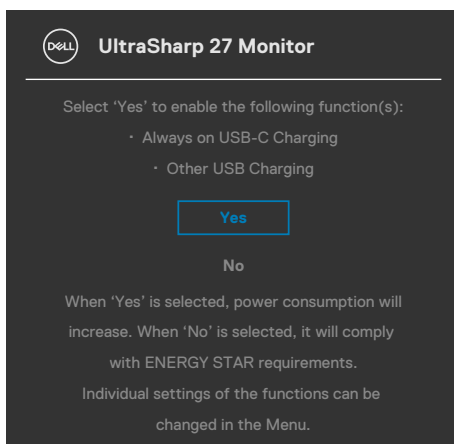 DELL UltraSharp 27 Monitor
Select ‘Yes’ to enable the following function(s):
· Always on USB-C Charging
· Other USB Charging
Yes
No
When ‘Yes’ is selected, power consumption will
increase. When ‘No’ is selected, it will comply
with ENERGY STAR requirements.
Individual settings of the functions can be
changed in the Menu.